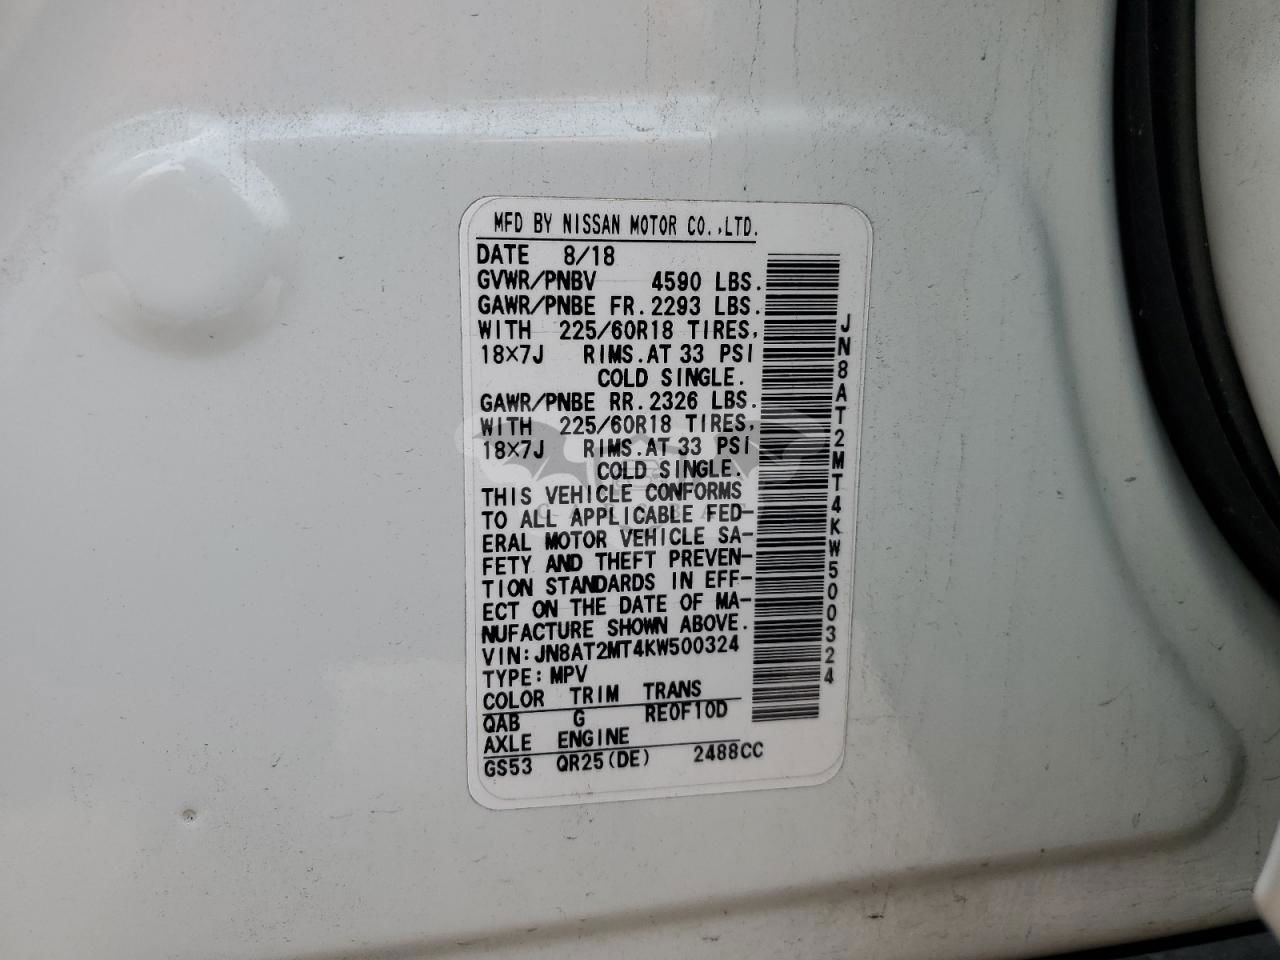 MFD BY NISSAN MOTOR CO.,LTD.
DATE 8/18
GVWR/PNBV 4590 LBS.
GAWR/PNBE FR. 2293 LBS.
WITH 225/60R18 TIRES,
18×7J RIMS. AT 33 PSI
COLD SINGLE.
GAWR/PNBE RR. 2326 LBS.
WITH 225/60R18 TIRES,
18×7J RIMS. AT 33 PSI
COLD SINGLE.
THIS VEHICLE CONFORMS
TO ALL APPLICABLE FED-
ERAL MOTOR VEHICLE SA-
FETY AND THEFT PREVEN-
TION STANDARDS IN EFF-
ECT ON THE DATE OF MA-
NUFACTURE SHOWN ABOVE.
VIN: JN8AT2MT4KW500324
TYPE: MPV
COLOR TRIM TRANS
QAB G RE0F10D
AXLE ENGINE
GS53 QR25(DE) 2488CC
JN8AT2MT4KW500324